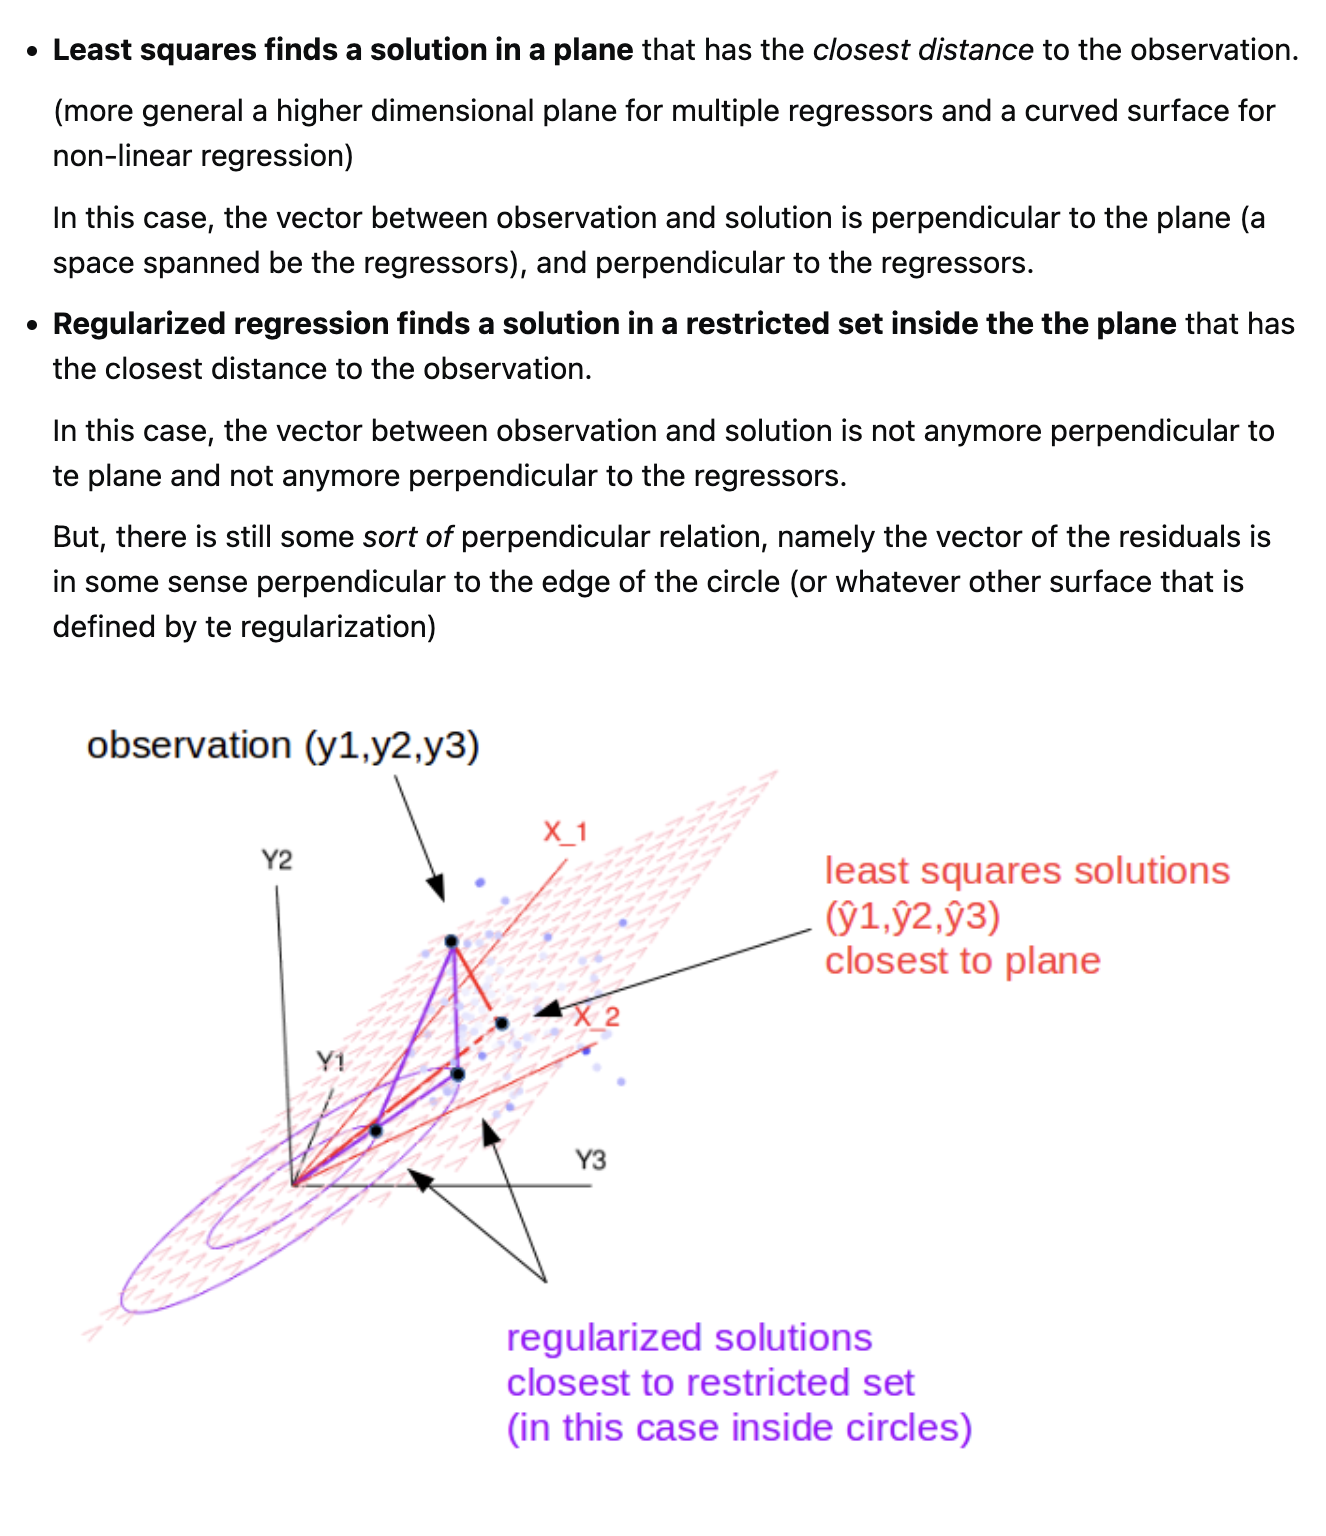 • Least squares finds a solution in a plane that has the closest distance to the observation.
(more general a higher dimensional plane for multiple regressors and a curved surface for
non-linear regression)
In this case, the vector between observation and solution is perpendicular to the plane (a
space spanned be the regressors), and perpendicular to the regressors.
• Regularized regression finds a solution in a restricted set inside the the plane that has
the closest distance to the observation.
In this case, the vector between observation and solution is not anymore perpendicular to
te plane and not anymore perpendicular to the regressors.
But, there is still some sort of perpendicular relation, namely the vector of the residuals is
in some sense perpendicular to the edge of the circle (or whatever other surface that is
defined by te regularization)
observation (y1,y2,y3)
X_1
Y2
least squares solutions
(ŷ1,ŷ2,ŷ3)
closest to plane
X_2
Y1
Y3
regularized solutions
closest to restricted set
(in this case inside circles)